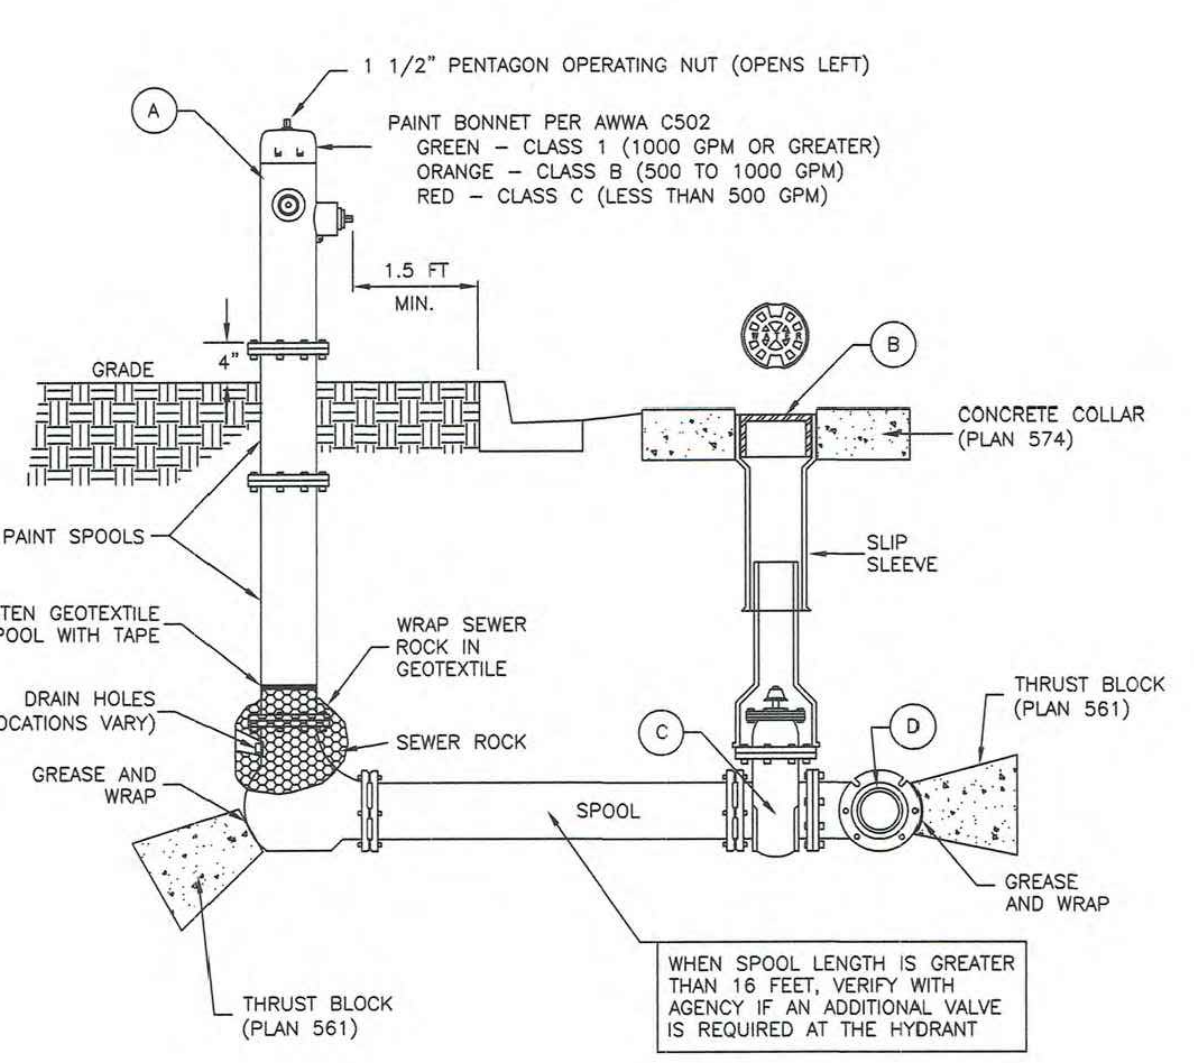 1 1/2" PENTAGON OPERATING NUT (OPENS LEFT)
A
PAINT BONNET PER AWWA C502
GREEN – CLASS 1 (1000 GPM OR GREATER)
ORANGE – CLASS B (500 TO 1000 GPM)
RED – CLASS C (LESS THAN 500 GPM)
1.5 FT
MIN.
4"
GRADE
WATER
B
CONCRETE COLLAR
(PLAN 574)
PAINT SPOOLS
SLIP
SLEEVE
TEN GEOTEXTILE
POOL WITH TAPE
WRAP SEWER
ROCK IN
GEOTEXTILE
DRAIN HOLES
OCATIONS VARY)
SEWER ROCK
THRUST BLOCK
(PLAN 561)
C
D
GREASE AND
WRAP
SPOOL
GREASE
AND WRAP
WHEN SPOOL LENGTH IS GREATER
THAN 16 FEET, VERIFY WITH
AGENCY IF AN ADDITIONAL VALVE
IS REQUIRED AT THE HYDRANT
THRUST BLOCK
(PLAN 561)